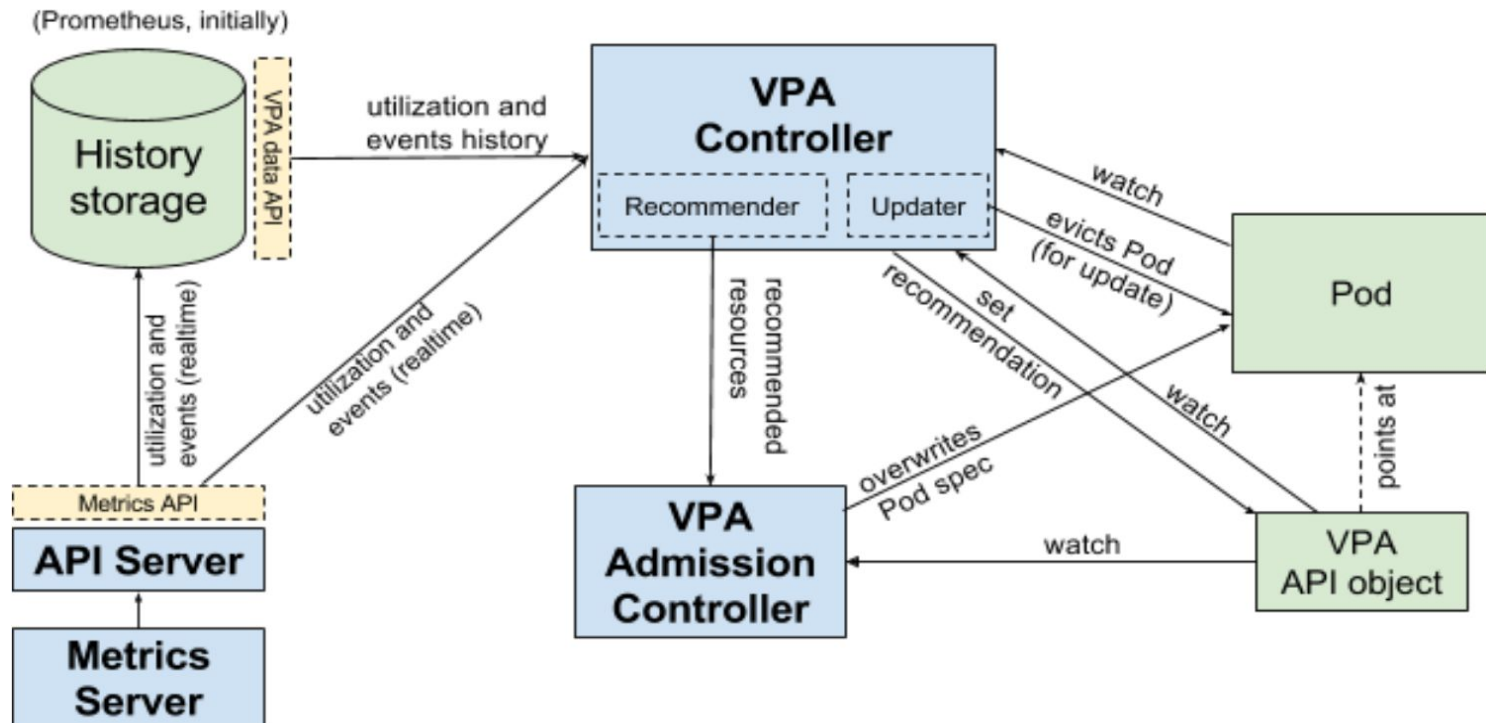 (Prometheus, initially)
History
storage
VPA data API
utilization and
events history
VPA
Controller
Recommender
Updater
watch
evicts Pod
(for update)
Pod
utilization and
events (realtime)
utilization and
events (realtime)
recommended
resources
set
recommendation
watch
points at
overwrites
Pod spec
Metrics API
API Server
Metrics
Server
VPA
Admission
Controller
watch
VPA
API object